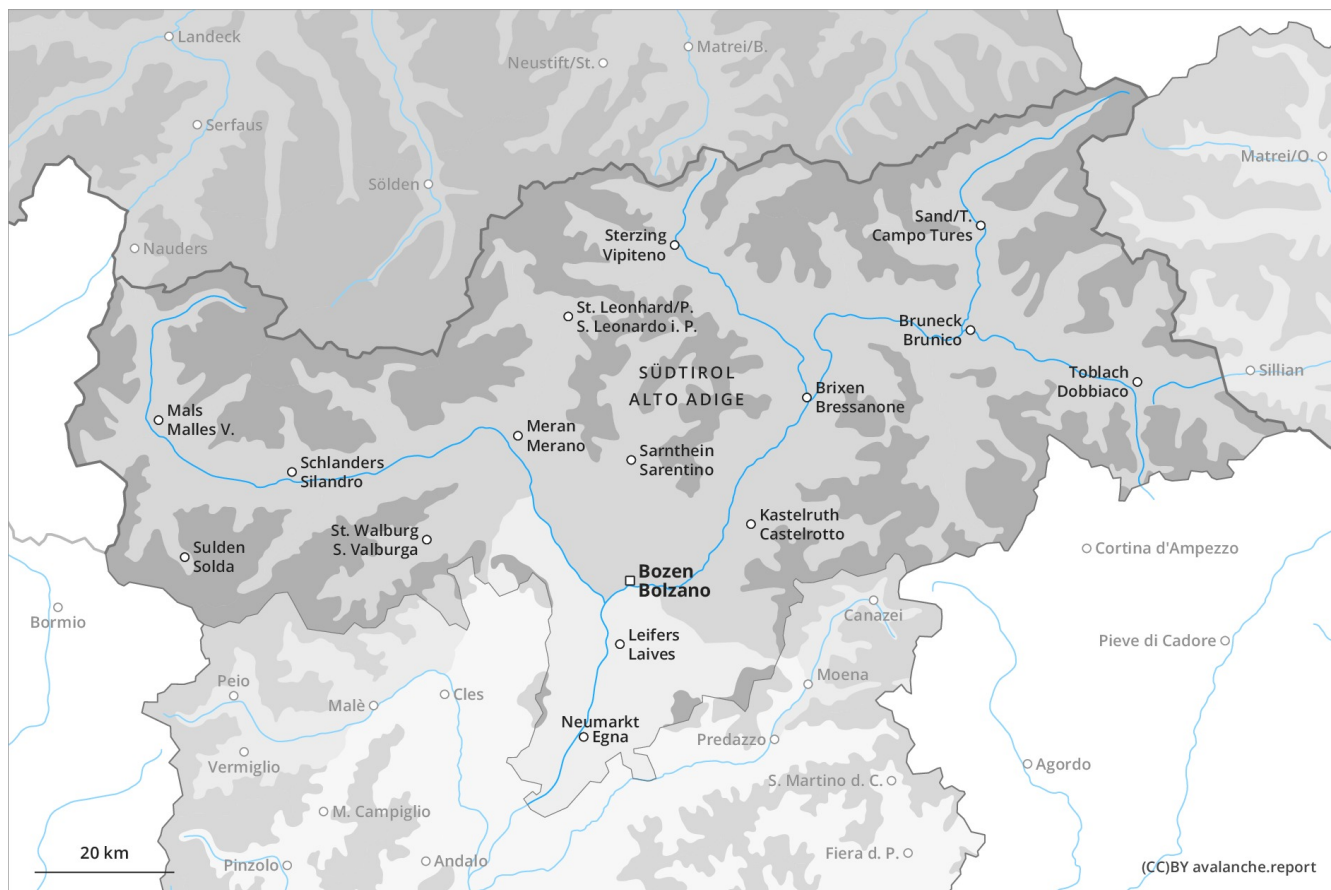 Landeck
Matrei/B.
Neustift/St.
Serfaus
Matrei/O.
Sölden
Sand/T.
Campo Tures
Sterzing
Vipiteno
Nauders
St. Leonhard/P.
S. Leonardo i. P.
Bruneck
Brunico
SÜDTIROL
ALTO ADIGE
Toblach
Dobbiaco
Sillian
Brixen
Bressanone
Mals
Malles V.
Meran
Merano
Sarnthein
Sarentino
Schlanders
Silandro
Kastelruth
Castelrotto
St. Walburg
S. Valburga
Sulden
Solda
Cortina d'Ampezzo
Bozen
Bolzano
Bormio
Canazei
Leifers
Laives
Pieve di Cadore
Peio
Moena
Malè
Cles
Neumarkt
Egna
Predazzo
Vermiglio
Agordo
S. Martino d. C.
M. Campiglio
20 km
Pinzolo
Andalo
Fiera d. P.
(CC)BY avalanche.report